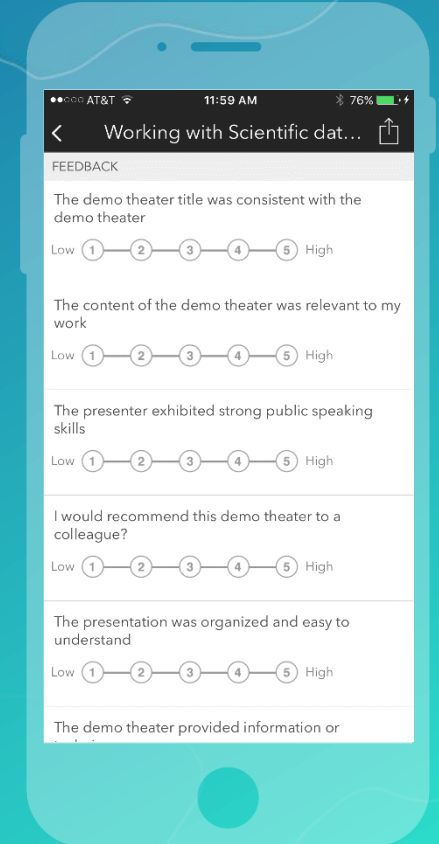 AT&T 11:59 AM 76%
Working with Scientific dat...
FEEDBACK
The demo theater title was consistent with the
demo theater
Low 1 2 3 4 5 High
The content of the demo theater was relevant to my
work
Low 1 2 3 4 5 High
The presenter exhibited strong public speaking
skills
Low 1 2 3 4 5 High
I would recommend this demo theater to a
colleague?
Low 1 2 3 4 5 High
The presentation was organized and easy to
understand
Low 1 2 3 4 5 High
The demo theater provided information or